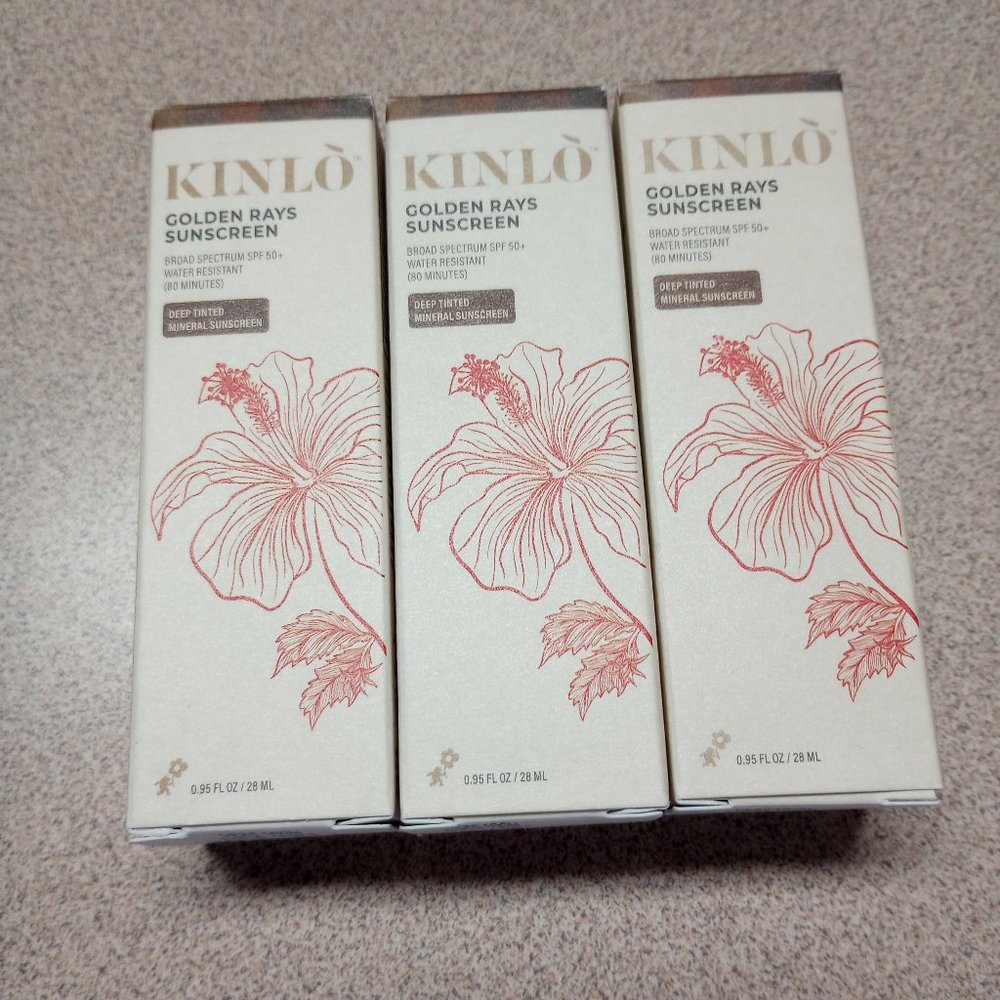 KINLÒ™
GOLDEN RAYS
SUNSCREEN
BROAD SPECTRUM SPF 50+
WATER RESISTANT
(80 MINUTES)
DEEP TINTED
MINERAL SUNSCREEN
0.95 FL OZ / 28 ML
KINLÒ™
GOLDEN RAYS
SUNSCREEN
BROAD SPECTRUM SPF 50+
WATER RESISTANT
(80 MINUTES)
DEEP TINTED
MINERAL SUNSCREEN
0.95 FL OZ / 28 ML
KINLÒ™
GOLDEN RAYS
SUNSCREEN
BROAD SPECTRUM SPF 50+
WATER RESISTANT
(80 MINUTES)
DEEP TINTED
MINERAL SUNSCREEN
0.95 FL OZ / 28 ML